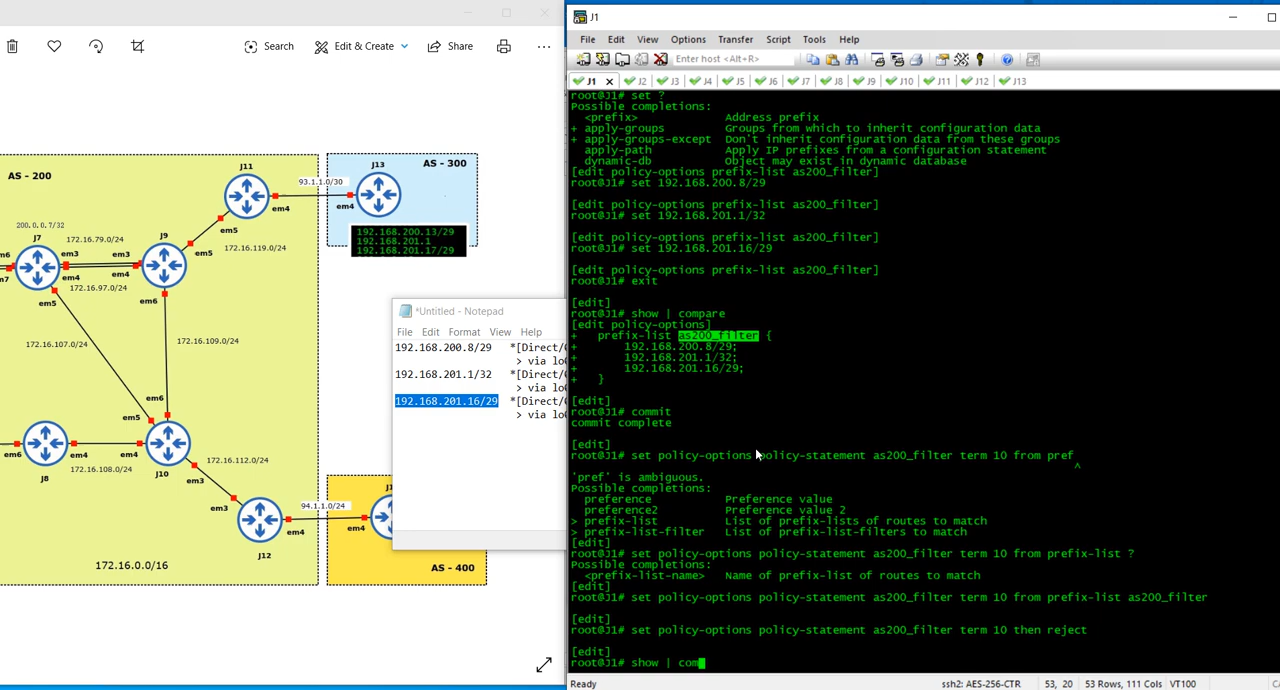 Search
Edit & Create
Share
AS - 200
200.0.0.7/32
J7
172.16.79.0/24
em3
em3
em4
em4
172.16.97.0/24
em7
em5
J9
em5
em6
J11
em4
em5
172.16.119.0/24
93.1.1.0/30
J13
AS - 300
em4
192.168.200.13/29
192.168.201.1
192.168.201.17/29
172.16.107.0/24
172.16.109.0/24
em6
em5
em6
em4
em4
J8
172.16.108.0/24
J10
172.16.112.0/24
em3
em3
J12
em4
94.1.1.0/24
em4
AS - 400
172.16.0.0/16
*Untitled - Notepad
File Edit Format View Help
192.168.200.8/29 *[Direct/
> via lo
192.168.201.1/32 *[Direct/
> via lo
192.168.201.16/29 *[Direct/
> via lo
J1
File Edit View Options Transfer Script Tools Help
Enter host <Alt+R>
J1 J2 J3 J4 J5 J6 J7 J8 J9 J10 J11 J12 J13
root@J1# set ?
Possible completions:
<prefix> Address prefix
+ apply-groups Groups from which to inherit configuration data
+ apply-groups-except Don't inherit configuration data from these groups
apply-path Apply IP prefixes from a configuration statement
dynamic-db Object may exist in dynamic database
[edit policy-options prefix-list as200_filter]
root@J1# set 192.168.200.8/29
[edit policy-options prefix-list as200_filter]
root@J1# set 192.168.201.1/32
[edit policy-options prefix-list as200_filter]
root@J1# set 192.168.201.16/29
[edit policy-options prefix-list as200_filter]
root@J1# exit
[edit]
root@J1# show | compare
[edit policy-options]
+ prefix-list as200_filter {
+ 192.168.200.8/29;
+ 192.168.201.1/32;
+ 192.168.201.16/29;
+ }
[edit]
root@J1# commit
commit complete
[edit]
root@J1# set policy-options policy-statement as200_filter term 10 from pref
^
'pref' is ambiguous.
Possible completions:
preference Preference value
preference2 Preference value 2
> prefix-list List of prefix-lists of routes to match
> prefix-list-filter List of prefix-list-filters to match
[edit]
root@J1# set policy-options policy-statement as200_filter term 10 from prefix-list ?
Possible completions:
<prefix-list-name> Name of prefix-list of routes to match
[edit]
root@J1# set policy-options policy-statement as200_filter term 10 from prefix-list as200_filter
[edit]
root@J1# set policy-options policy-statement as200_filter term 10 then reject
[edit]
root@J1# show | com
Ready
ssh2: AES-256-CTR 53, 20 53 Rows, 111 Cols VT100